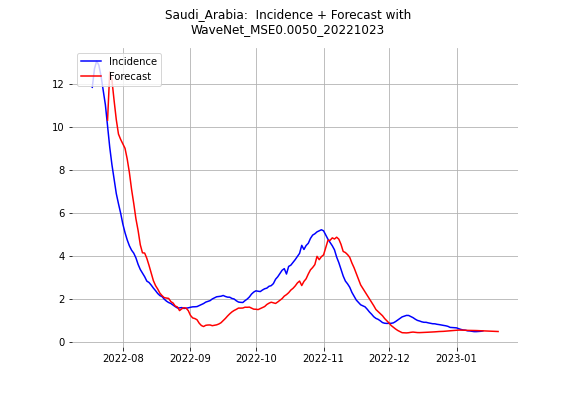 Saudi_Arabia:  Incidence + Forecast with
WaveNet_MSE0.0050_20221023
Incidence
Forecast
12
10
8
6
4
2
0
2022-08 2022-09 2022-10 2022-11 2022-12 2023-01